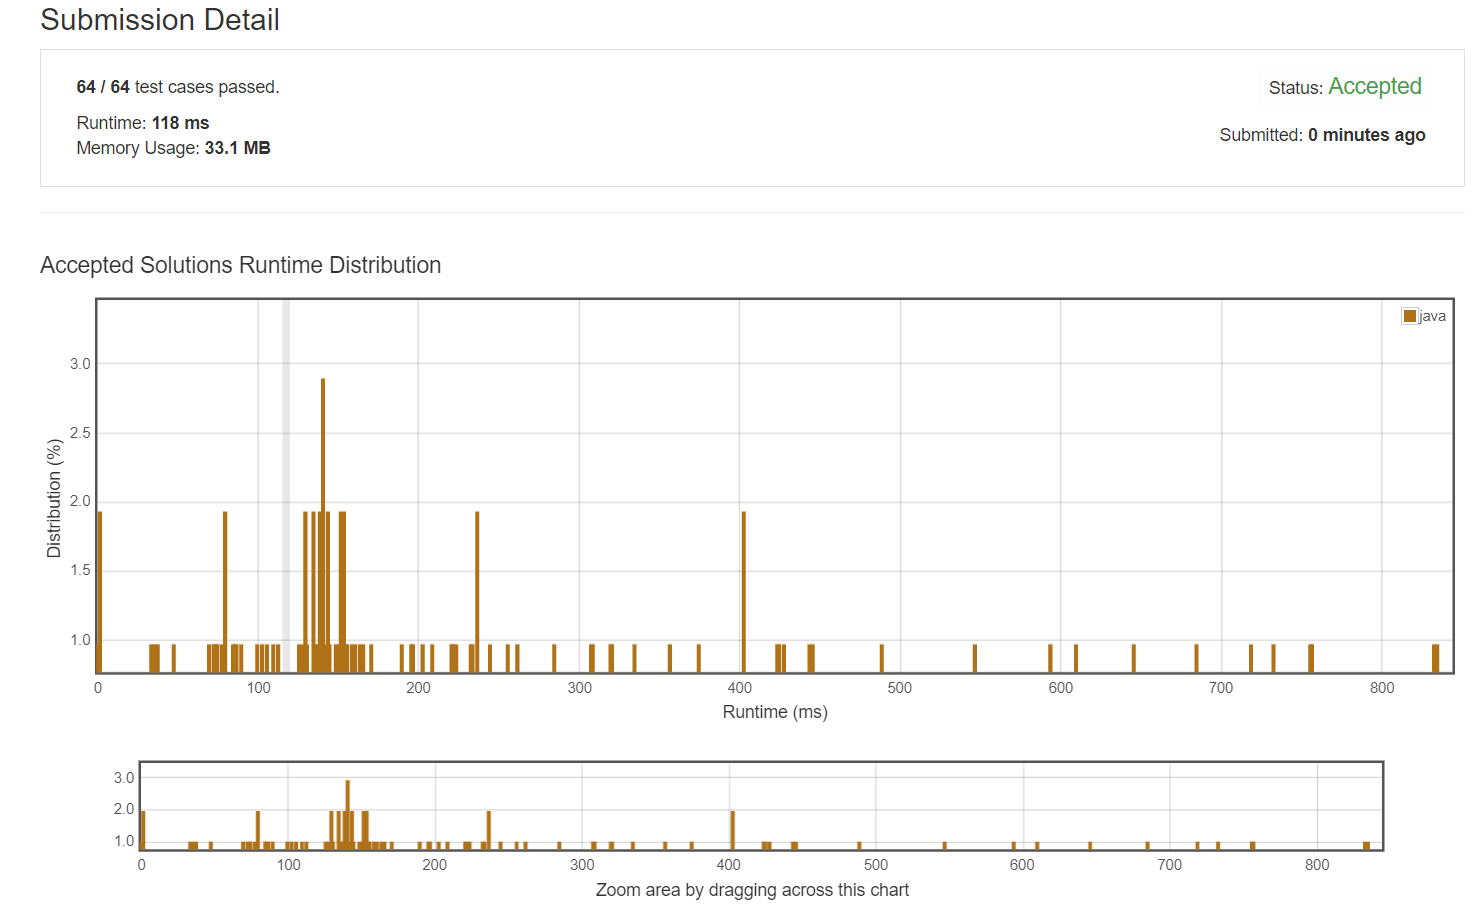 Submission Detail
64 / 64 test cases passed.
Status: Accepted
Runtime: 118 ms
Submitted: 0 minutes ago
Memory Usage: 33.1 MB
Accepted Solutions Runtime Distribution
java
3.0
2.5
2.0
1.5
1.0
Distribution (%)
0 100 200 300 400 500 600 700 800
Runtime (ms)
3.0
2.0
1.0
0 100 200 300 400 500 600 700 800
Zoom area by dragging across this chart